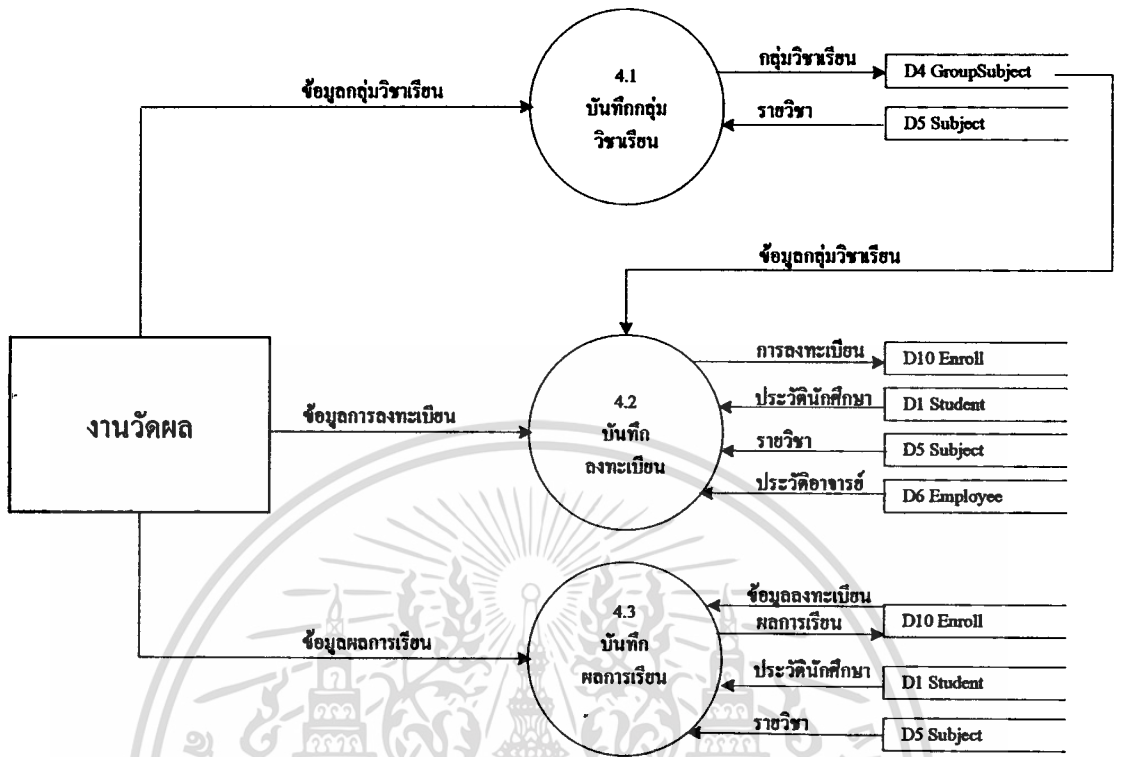 ข้อมูลกลุ่มวิชาเรียน
4.1
บันทึกกลุ่ม
วิชาเรียน
กลุ่มวิชาเรียน
D4 GroupSubject
รายวิชา
D5 Subject
ข้อมูลกลุ่มวิชาเรียน
งานวัดผล
ข้อมูลการลงทะเบียน
4.2
บันทึก
ลงทะเบียน
การลงทะเบียน
D10 Enroll
ประวัตินักศึกษา
D1 Student
รายวิชา
D5 Subject
ประวัติอาจารย์
D6 Employee
ข้อมูลผลการเรียน
4.3
บันทึก
ผลการเรียน
ข้อมูลลงทะเบียน
ผลการเรียน
D10 Enroll
ประวัตินักศึกษา
D1 Student
รายวิชา
D5 Subject